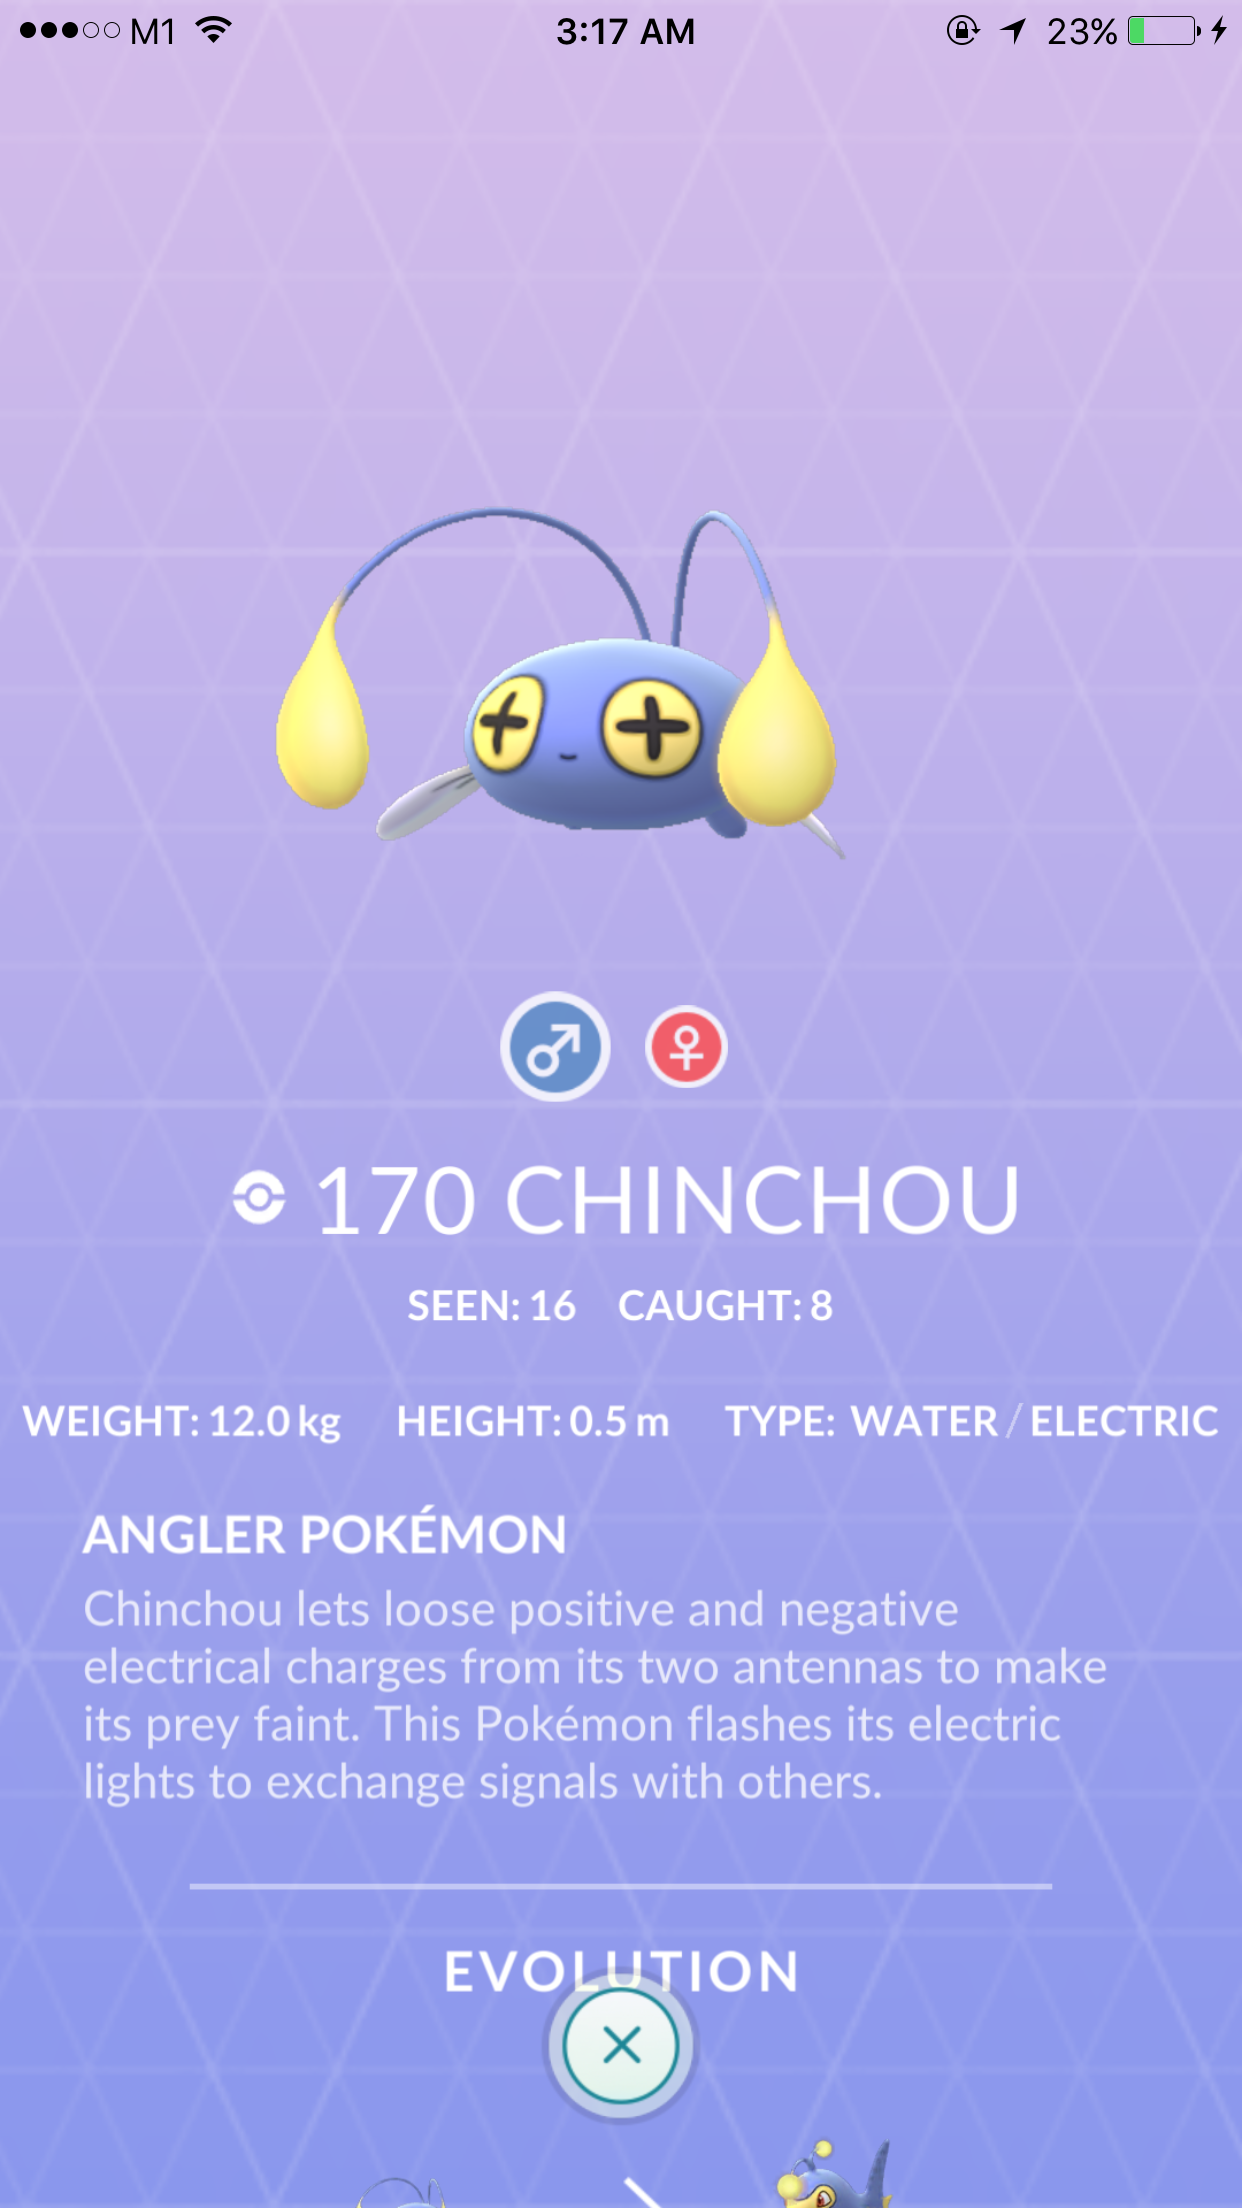 M1 3:17 AM 23%
170 CHINCHOU
SEEN: 16 CAUGHT: 8
WEIGHT: 12.0 kg HEIGHT: 0.5 m TYPE: WATER / ELECTRIC
ANGLER POKÉMON
Chinchou lets loose positive and negative
electrical charges from its two antennas to make
its prey faint. This Pokémon flashes its electric
lights to exchange signals with others.
EVOLUTION